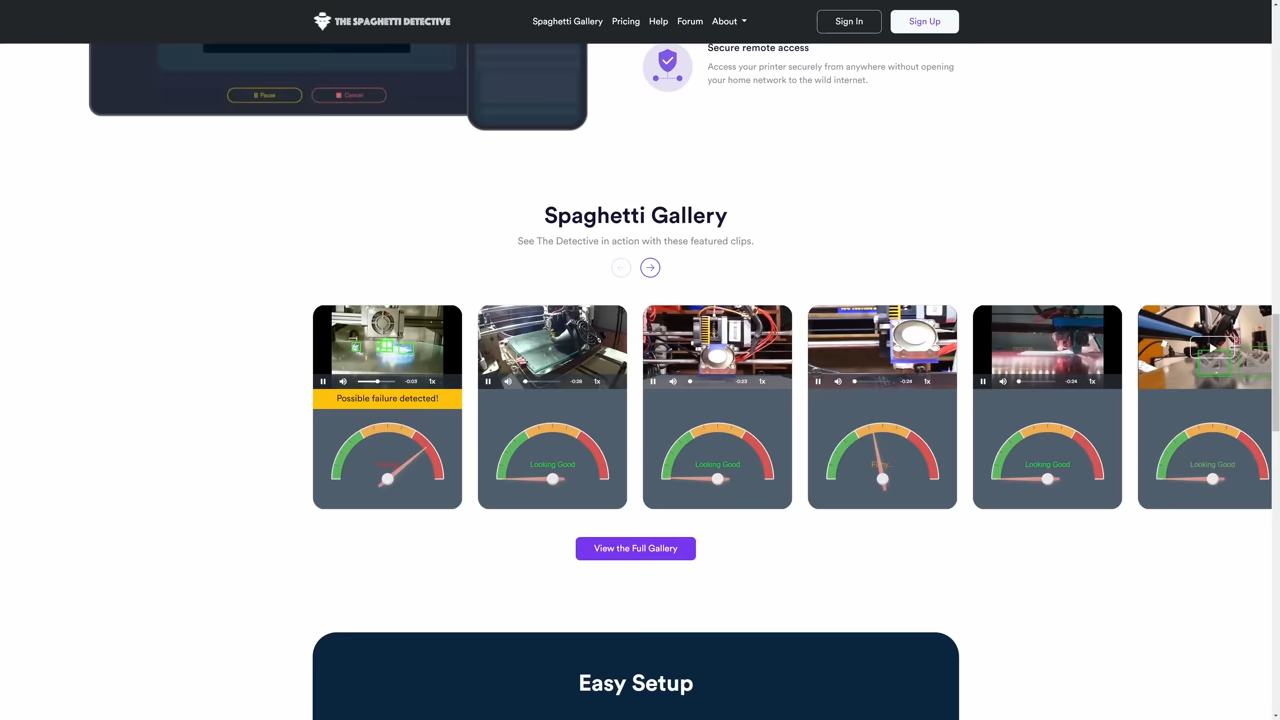 THE SPAGHETTI DETECTIVE
Spaghetti Gallery
Pricing
Help
Forum
About
Sign In
Sign Up
Pause
Cancel
Secure remote access
Access your printer securely from anywhere without opening
your home network to the wild internet.
Spaghetti Gallery
See The Detective in action with these featured clips.
-0:03 1x
-0:28 1x
-0:23 1x
-0:24 1x
-0:24 1x
Possible failure detected!
Looking Good
Looking Good
Looking Good
Looking Good
View the Full Gallery
Easy Setup